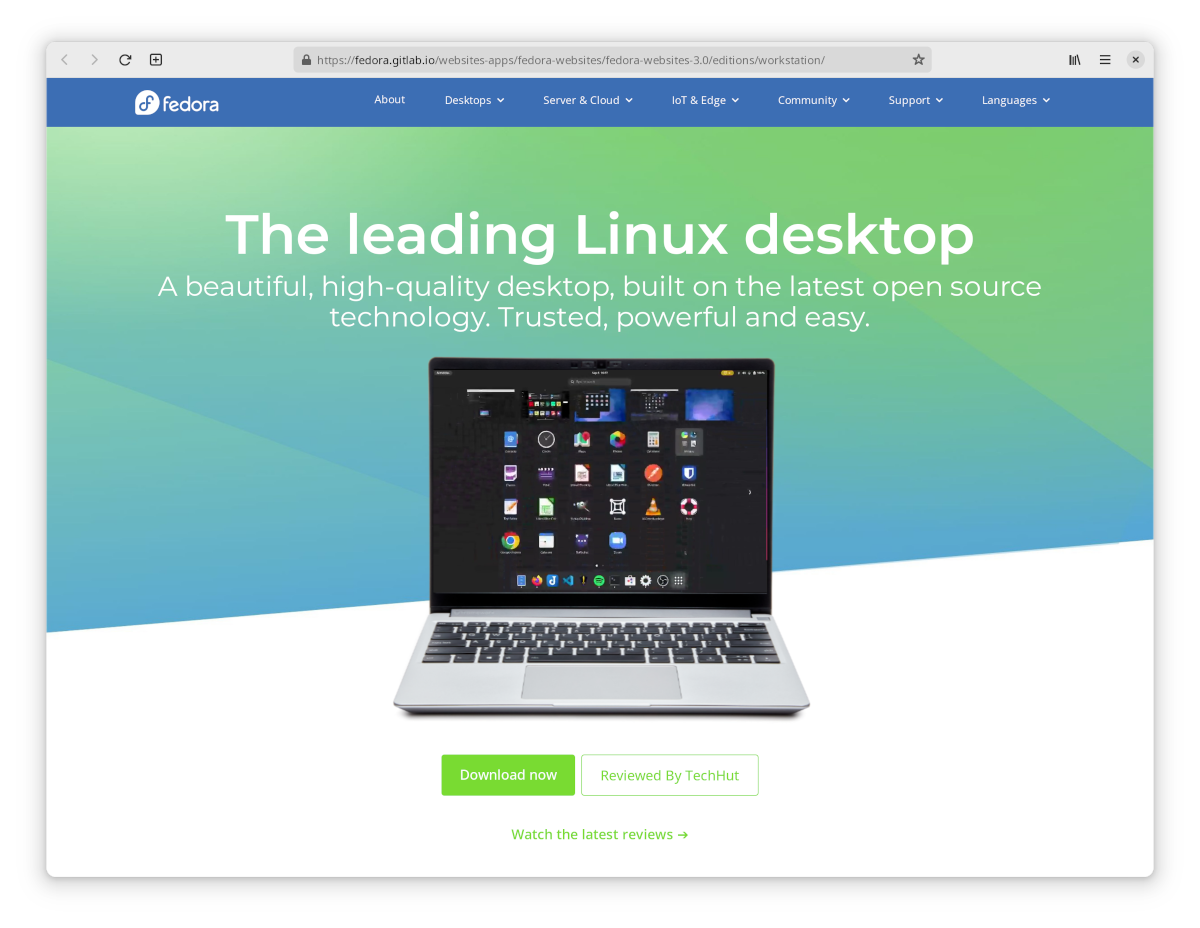 https://fedora.gitlab.io/websites-apps/fedora-websites/fedora-websites-3.0/editions/workstation/
fedora
About
Desktops
Server & Cloud
IoT & Edge
Community
Support
Languages
The leading Linux desktop
A beautiful, high-quality desktop, built on the latest open source
technology. Trusted, powerful and easy.
Download now
Reviewed By TechHut
Watch the latest reviews →